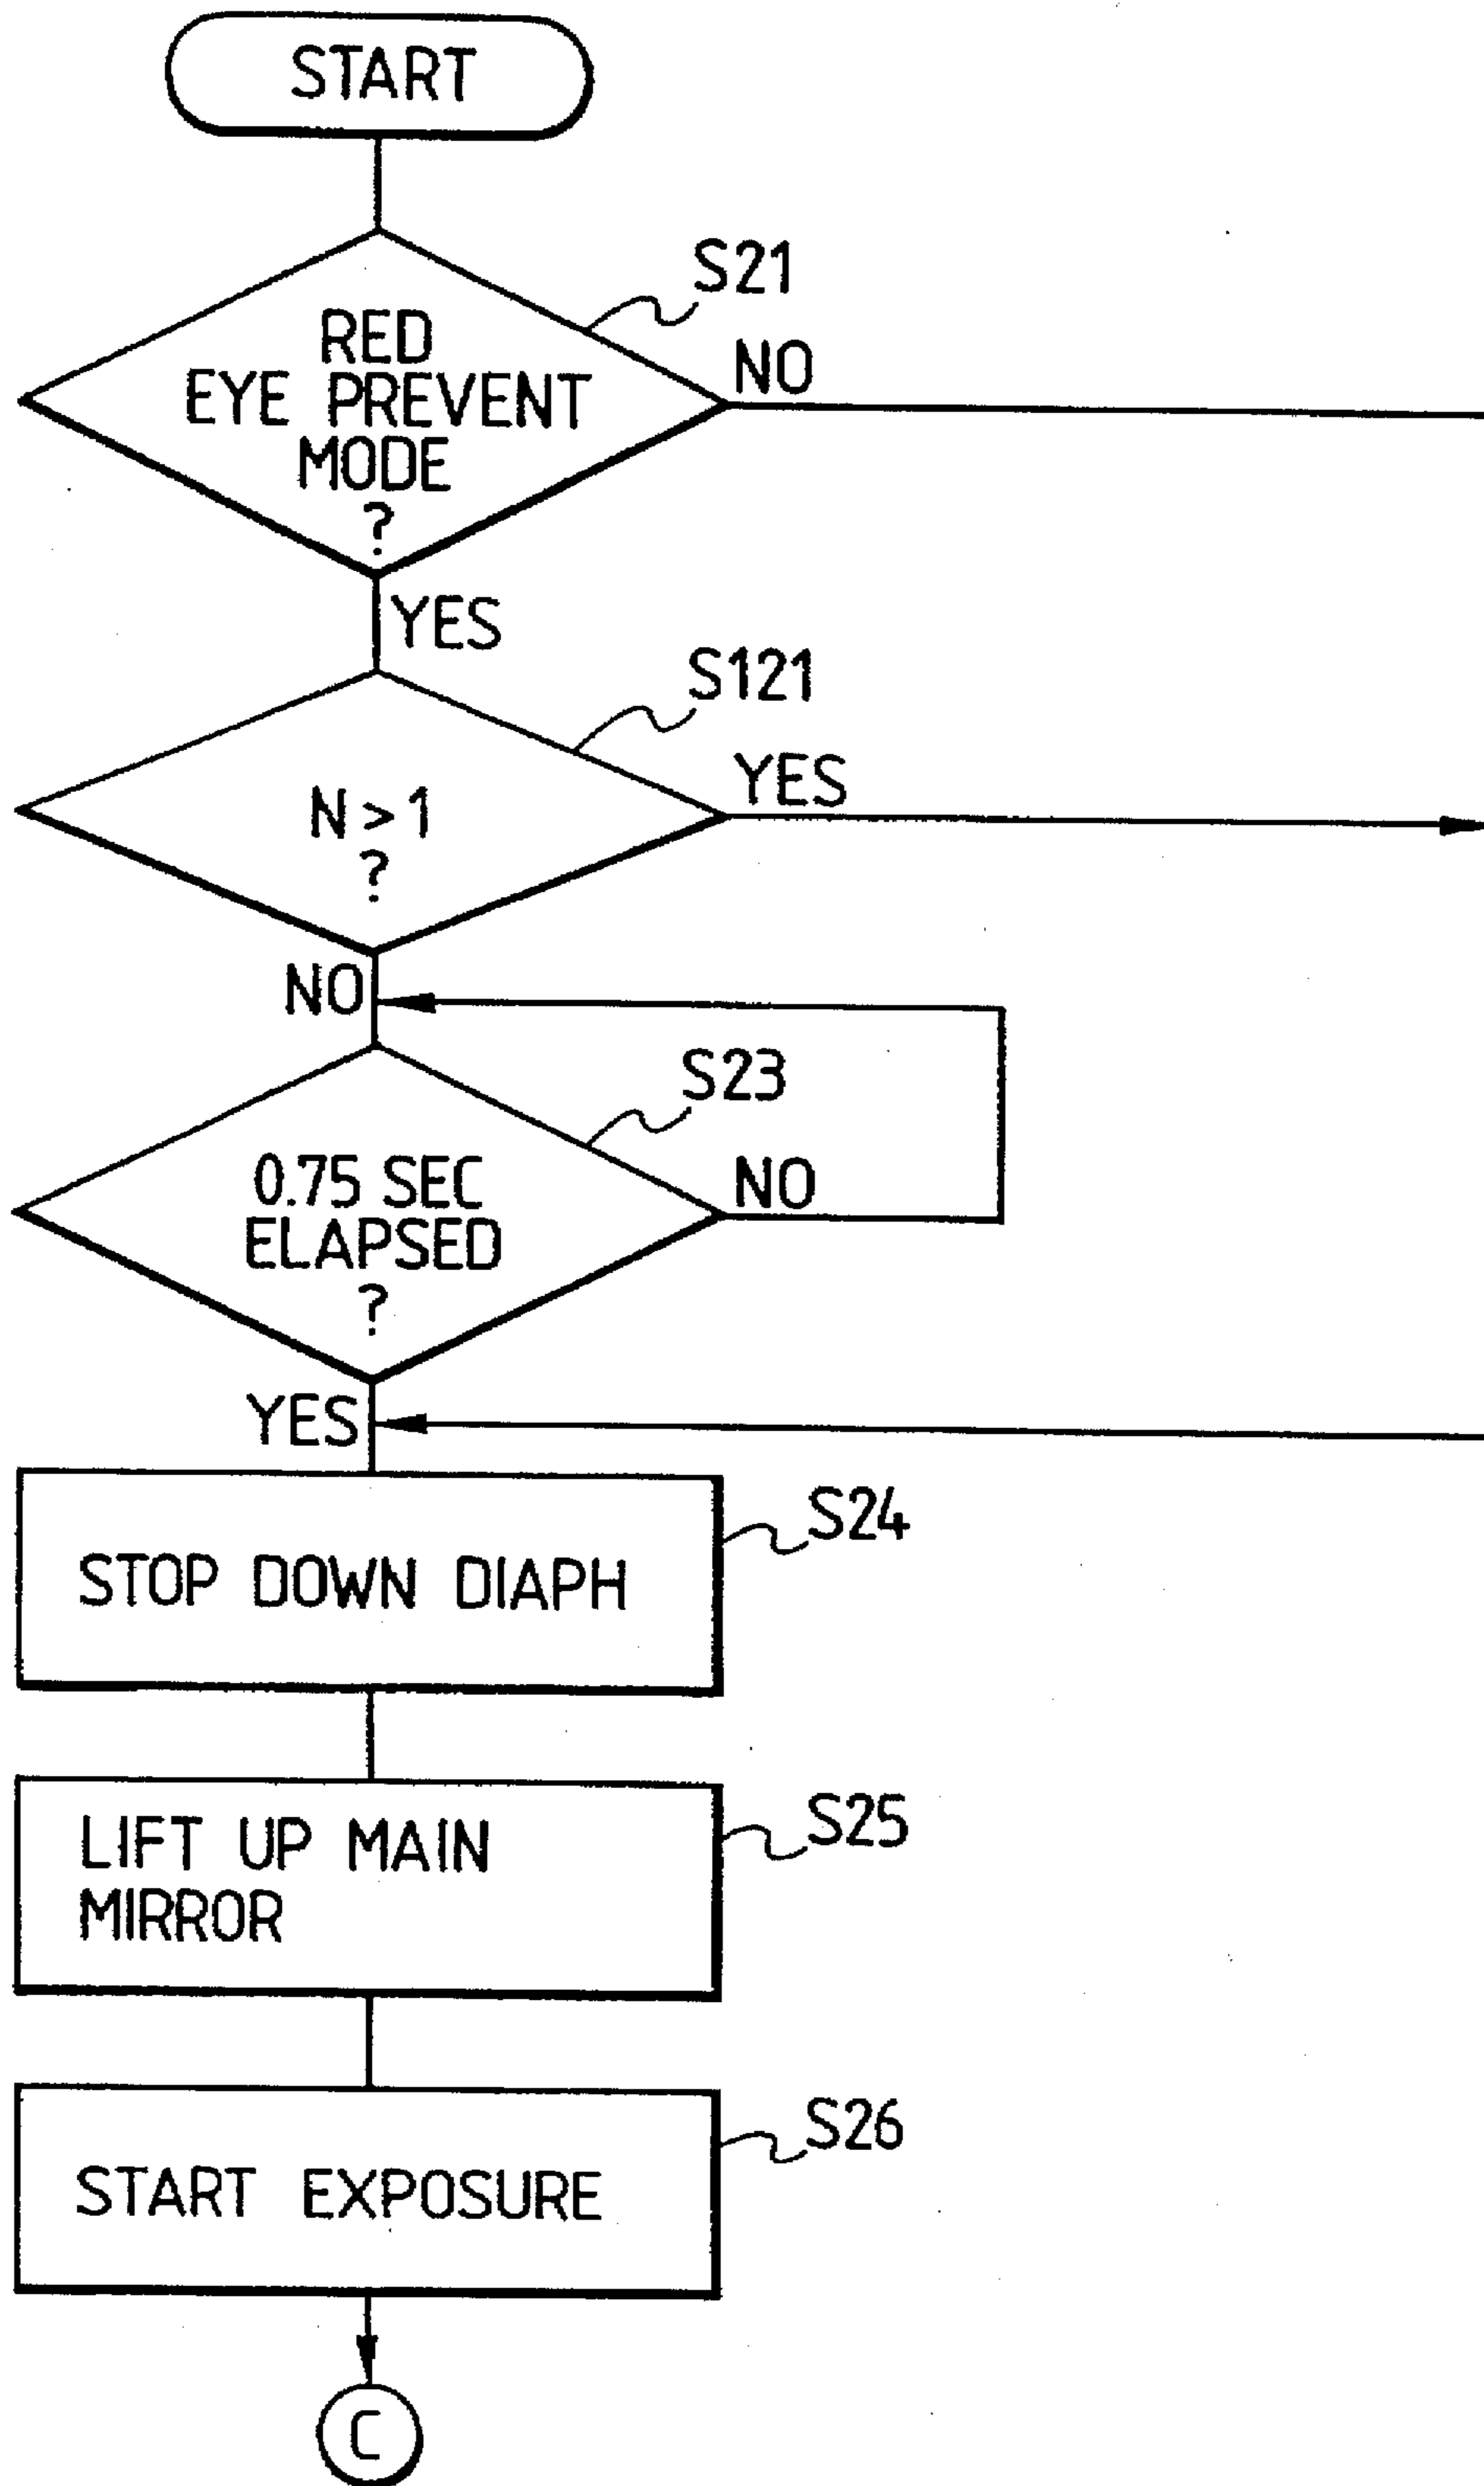 START
S21
RED
EYE PREVENT
MODE
?
NO
YES
S121
N > 1
?
YES
NO
S23
0.75 SEC
ELAPSED
?
NO
YES
S24
STOP DOWN DIAPH
S25
LIFT UP MAIN
MIRROR
S26
START EXPOSURE
C